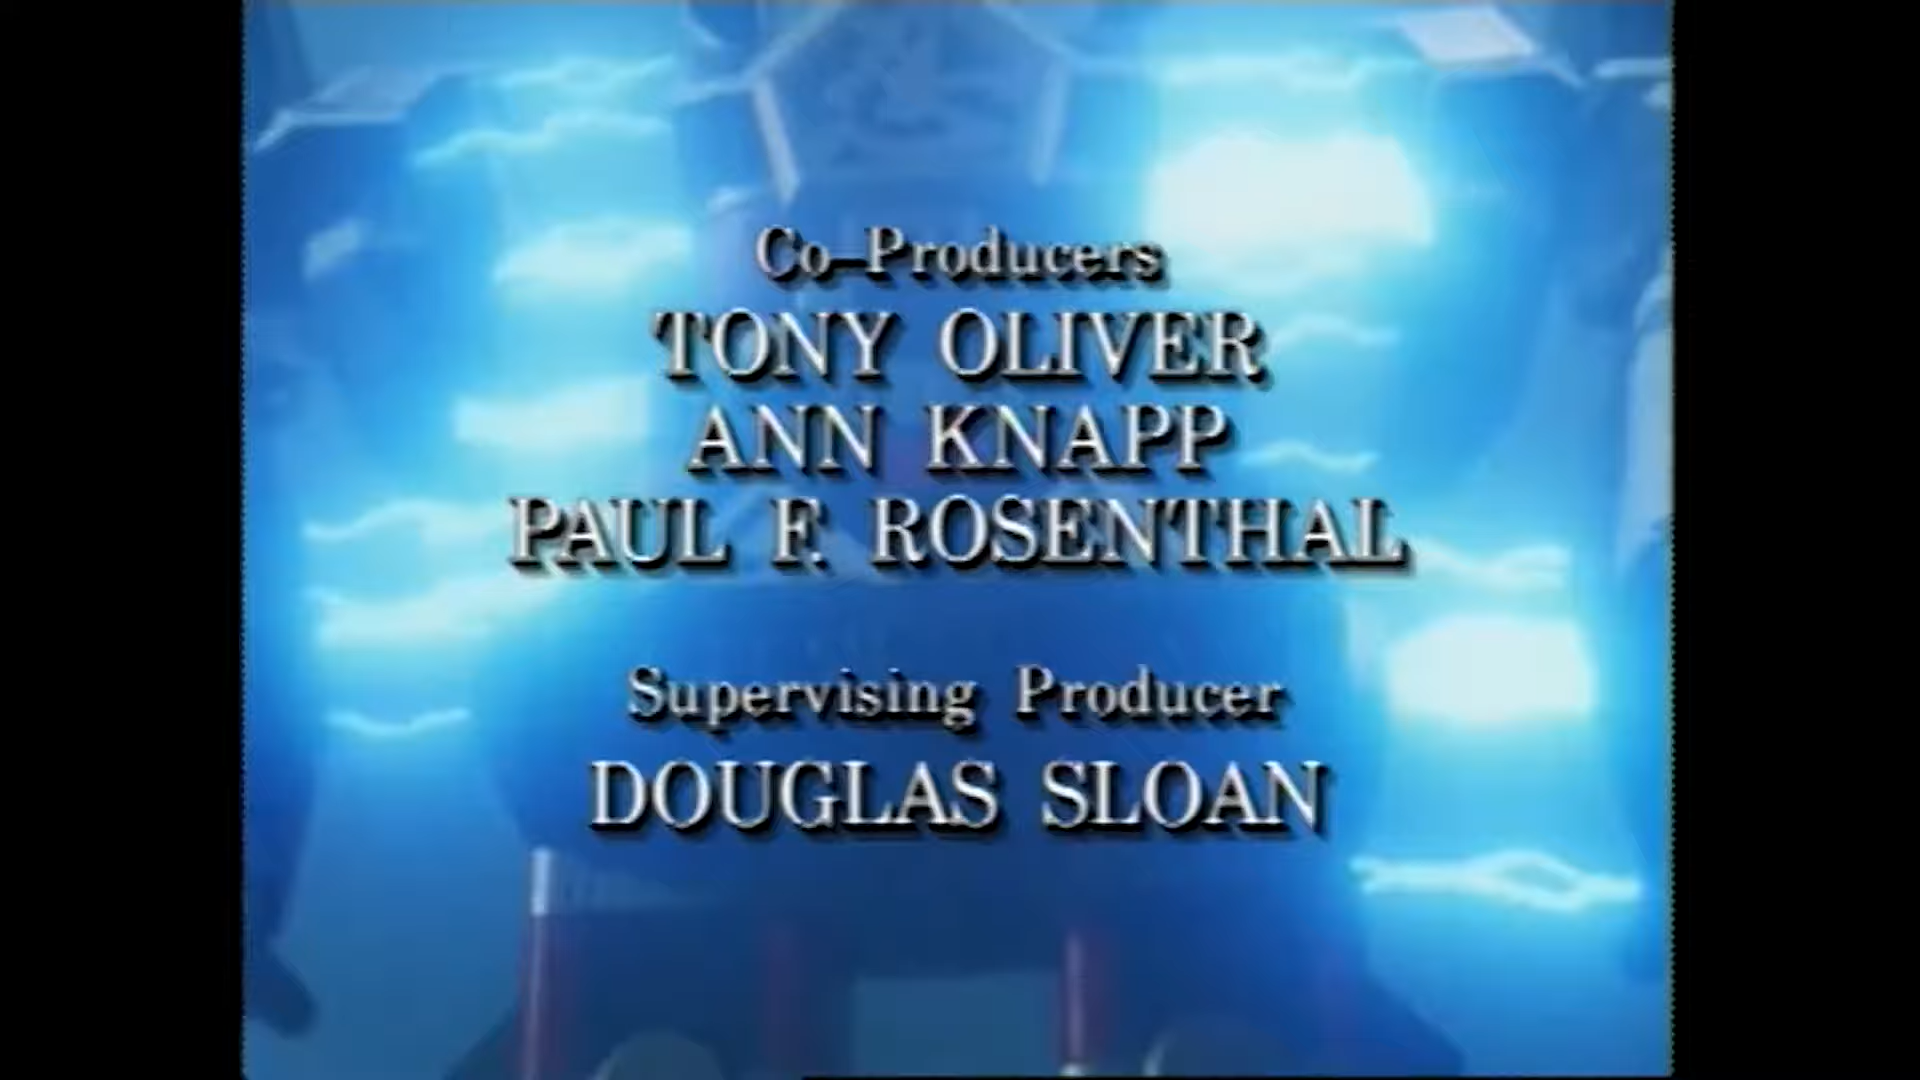 Co-Producers
TONY OLIVER
ANN KNAPP
PAUL F. ROSENTHAL
Supervising Producer
DOUGLAS SLOAN